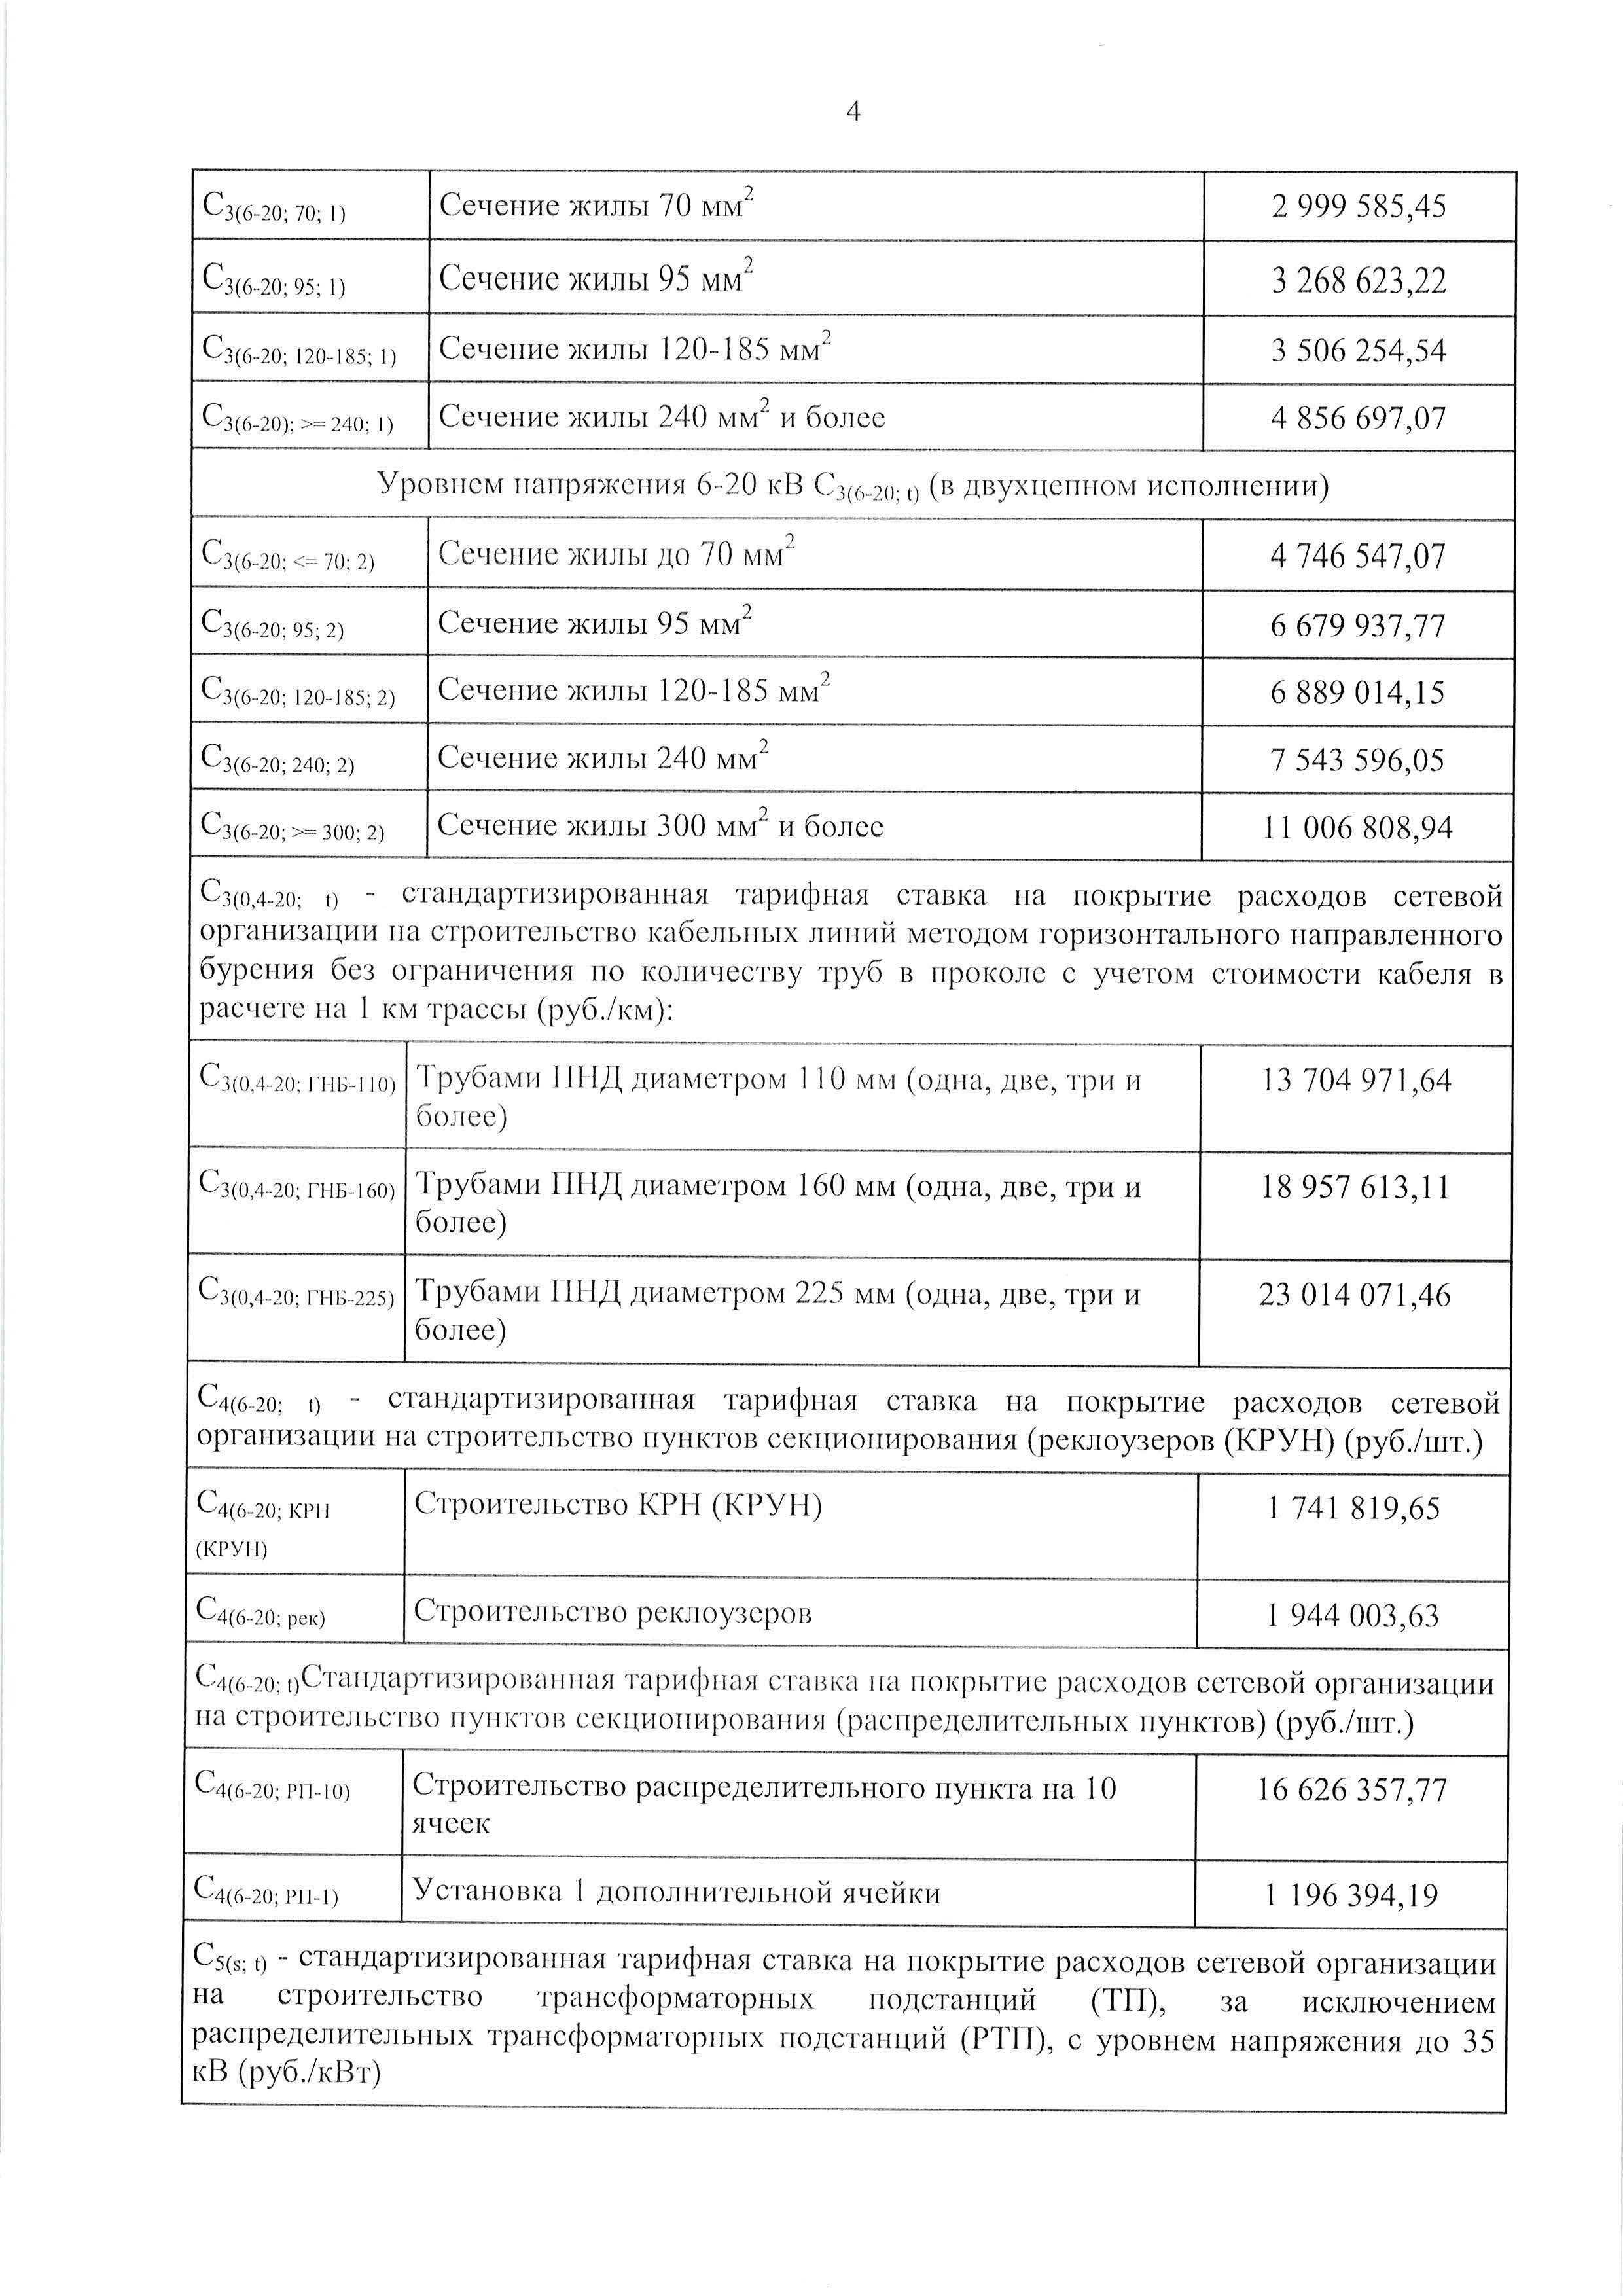 4
С3(6-20; 70; 1) Сечение жилы 70 мм2 2 999 585,45
С3(6-20; 95; 1) Сечение жилы 95 мм2 3 268 623,22
С3(6-20; 120-185; 1) Сечение жилы 120-185 мм2 3 506 254,54
С3(6-20); >= 240; 1) Сечение жилы 240 мм2 и более 4 856 697,07
Уровнем напряжения 6-20 кВ С3(6-20; t) (в двухцепном исполнении)
С3(6-20; <= 70; 2) Сечение жилы до 70 мм2 4 746 547,07
С3(6-20; 95; 2) Сечение жилы 95 мм2 6 679 937,77
С3(6-20; 120-185; 2) Сечение жилы 120-185 мм2 6 889 014,15
С3(6-20; 240; 2) Сечение жилы 240 мм2 7 543 596,05
С3(6-20; >= 300; 2) Сечение жилы 300 мм2 и более 11 006 808,94
С3(0,4-20; t) - стандартизированная тарифная ставка на покрытие расходов сетевой
организации на строительство кабельных линий методом горизонтального направленного
бурения без ограничения по количеству труб в проколе с учетом стоимости кабеля в
расчете на 1 км трассы (руб./км):
С3(0,4-20; ГНБ-110) Трубами ПНД диаметром 110 мм (одна, две, три и 13 704 971,64
более)
С3(0,4-20; ГНБ-160) Трубами ПНД диаметром 160 мм (одна, две, три и 18 957 613,11
более)
С3(0,4-20; ГНБ-225) Трубами ПНД диаметром 225 мм (одна, две, три и 23 014 071,46
более)
С4(6-20; t) - стандартизированная тарифная ставка на покрытие расходов сетевой
организации на строительство пунктов секционирования (реклоузеров (КРУН) (руб./шт.)
С4(6-20; КРН Строительство КРН (КРУН) 1 741 819,65
(КРУН)
С4(6-20; рек) Строительство реклоузеров 1 944 003,63
С4(6-20; t)Стандартизированная тарифная ставка на покрытие расходов сетевой организации
на строительство пунктов секционирования (распределительных пунктов) (руб./шт.)
С4(6-20; РП-10) Строительство распределительного пункта на 10 16 626 357,77
ячеек
С4(6-20; РП-1) Установка 1 дополнительной ячейки 1 196 394,19
С5(s; t) - стандартизированная тарифная ставка на покрытие расходов сетевой организации
на строительство трансформаторных подстанций (ТП), за исключением
распределительных трансформаторных подстанций (РТП), с уровнем напряжения до 35
кВ (руб./кВт)